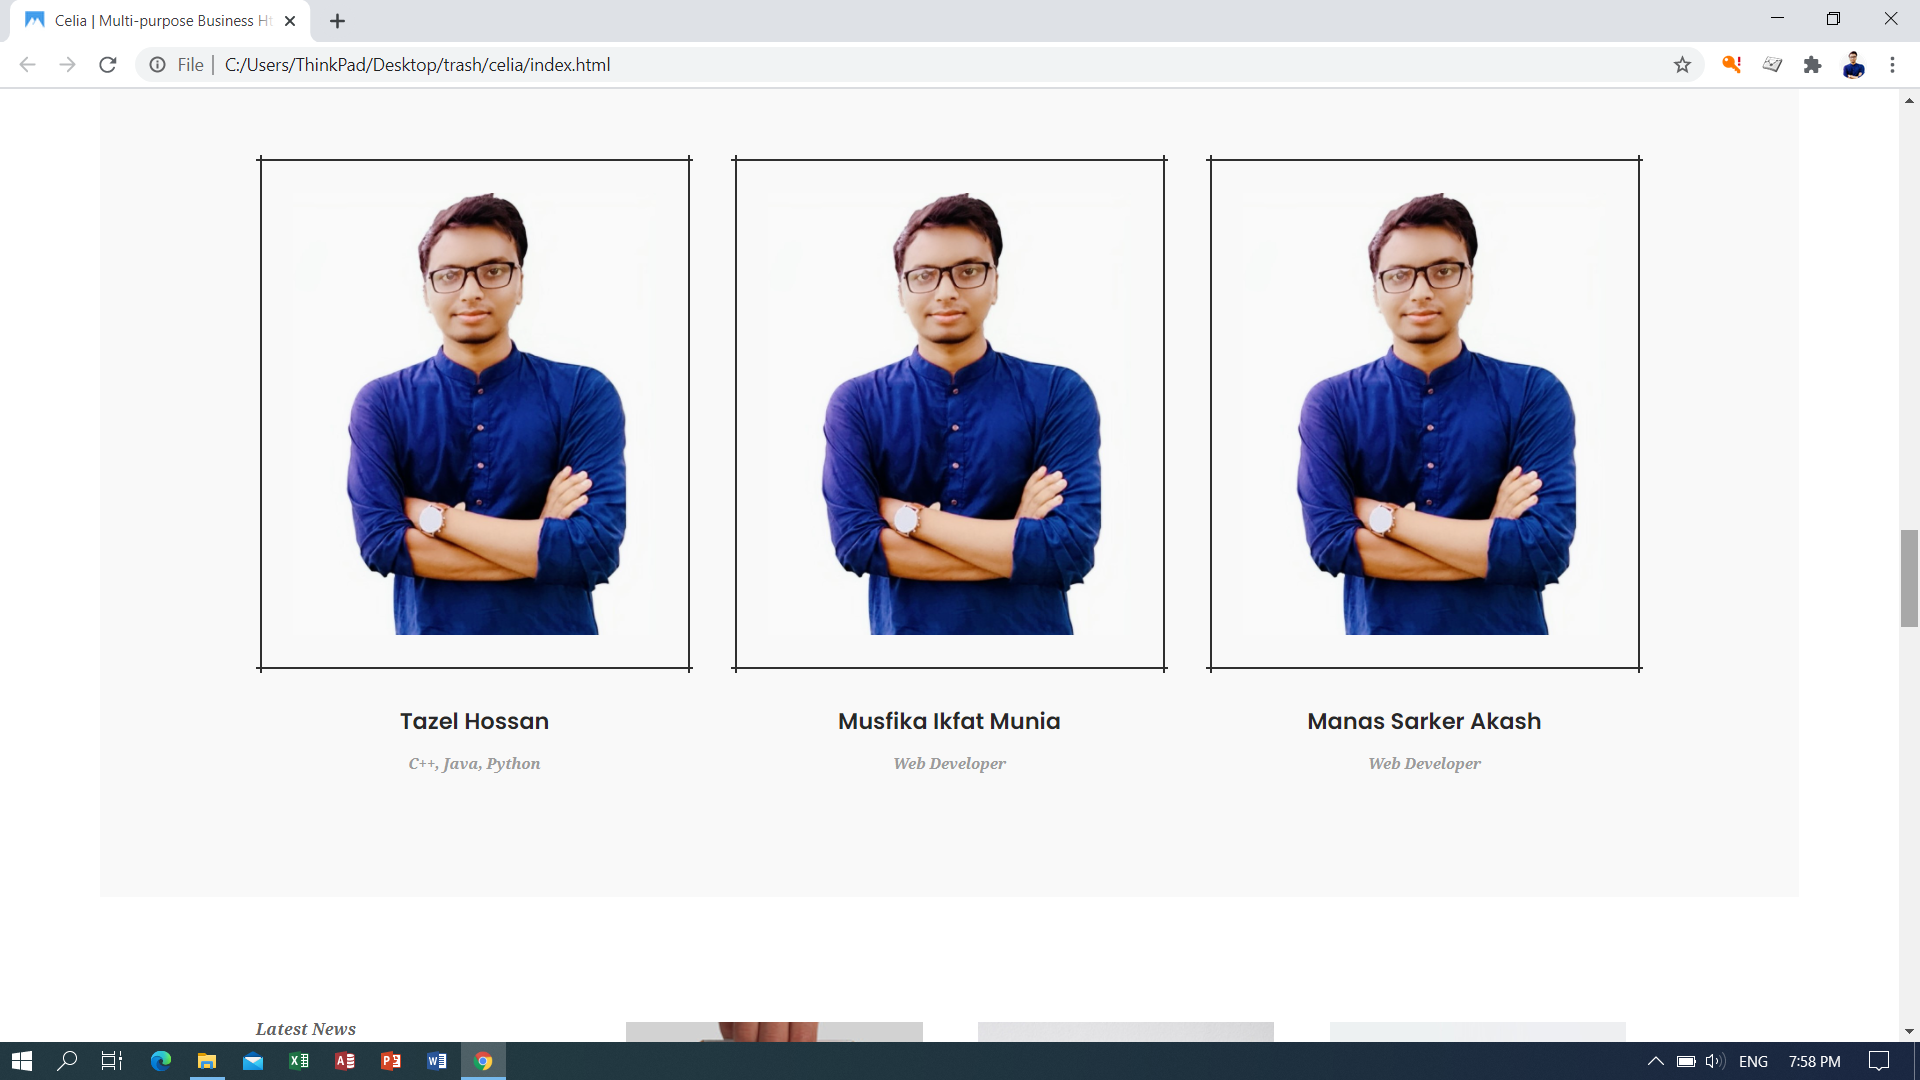 Celia | Multi-purpose Business Ht
File | C:/Users/ThinkPad/Desktop/trash/celia/index.html
Tazel Hossan
C++, Java, Python
Musfika Ikfat Munia
Web Developer
Manas Sarker Akash
Web Developer
Latest News
ENG 7:58 PM